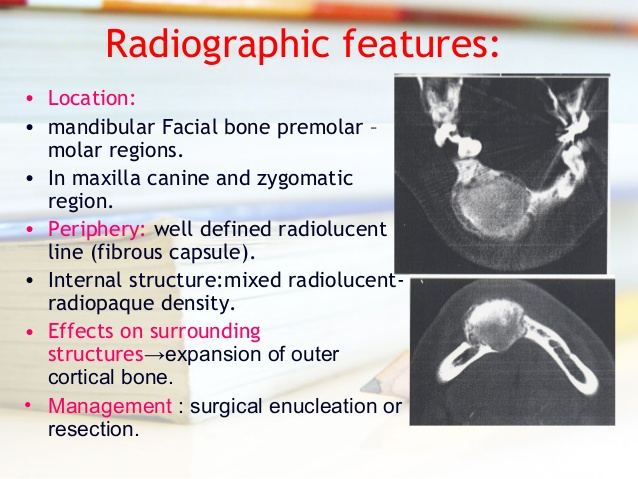 Radiographic features:
• Location:
• mandibular Facial bone premolar –
molar regions.
• In maxilla canine and zygomatic
region.
• Periphery: well defined radiolucent
line (fibrous capsule).
• Internal structure:mixed radiolucent-
radiopaque density.
• Effects on surrounding
structures→expansion of outer
cortical bone.
• Management : surgical enucleation or
resection.